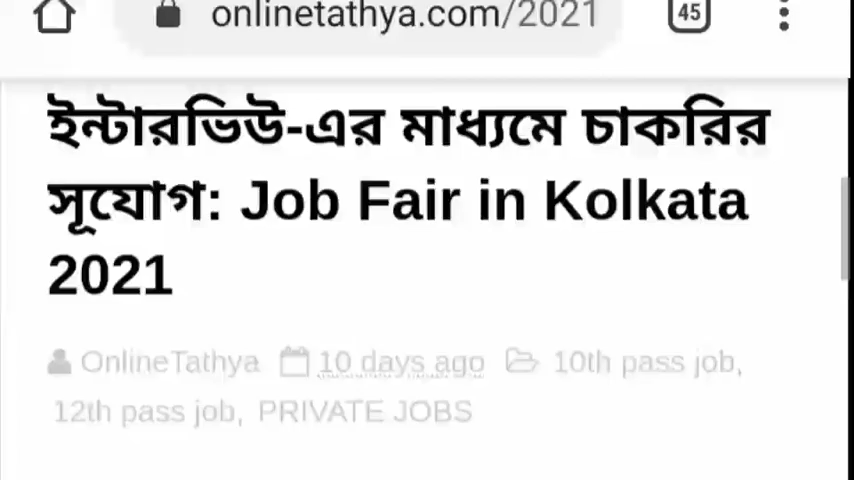 onlinetathya.com/2021 45
ইন্টারভিউ-এর মাধ্যমে চাকরির
সূযোগ: Job Fair in Kolkata
2021
OnlineTathya 10 days ago 10th pass job,
12th pass job, PRIVATE JOBS